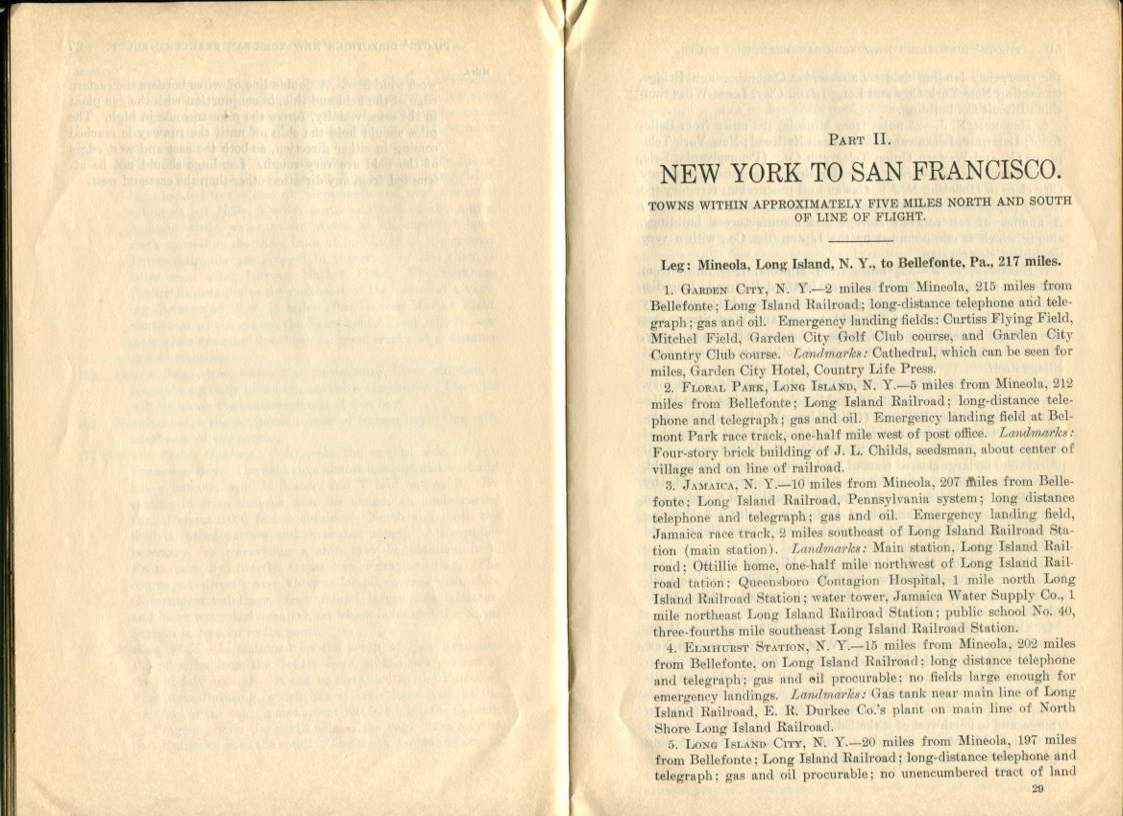 Part II.
NEW YORK TO SAN FRANCISCO.
TOWNS WITHIN APPROXIMATELY FIVE MILES NORTH AND SOUTH
OF LINE OF FLIGHT.
Leg: Mineola, Long Island, N. Y., to Bellefonte, Pa., 217 miles.
1. Garden City, N. Y.—2 miles from Mineola, 215 miles from
Bellefonte; Long Island Railroad; long-distance telephone and tele-
graph; gas and oil. Emergency landing fields: Curtiss Flying Field,
Mitchel Field, Garden City Golf Club course, and Garden City
Country Club course. Landmarks: Cathedral, which can be seen for
miles, Garden City Hotel, Country Life Press.
2. Floral Park, Long Island, N. Y.—5 miles from Mineola, 212
miles from Bellefonte; Long Island Railroad; long-distance tele-
phone and telegraph; gas and oil. Emergency landing field at Bel-
mont Park race track, one-half mile west of post office. Landmarks:
Four-story brick building of J. L. Childs, seedsman, about center of
village and on line of railroad.
3. Jamaica, N. Y.—10 miles from Mineola, 207 miles from Belle-
fonte; Long Island Railroad, Pennsylvania system; long distance
telephone and telegraph; gas and oil. Emergency landing field,
Jamaica race track, 2 miles southeast of Long Island Railroad Sta-
tion (main station). Landmarks: Main station, Long Island Rail-
road; Ottillie home, one-half mile northwest of Long Island Rail-
road tation; Queensboro Contagion Hospital, 1 mile north Long
Island Railroad Station; water tower, Jamaica Water Supply Co., 1
mile northeast Long Island Railroad Station; public school No. 40,
three-fourths mile southeast Long Island Railroad Station.
4. Elmhurst Station, N. Y.—15 miles from Mineola, 202 miles
from Bellefonte, on Long Island Railroad; long distance telephone
and telegraph; gas and oil procurable; no fields large enough for
emergency landings. Landmarks: Gas tank near main line of Long
Island Railroad, E. R. Durkee Co.'s plant on main line of North
Shore Long Island Railroad.
5. Long Island City, N. Y.—20 miles from Mineola, 197 miles
from Bellefonte; Long Island Railroad; long-distance telephone and
telegraph; gas and oil procurable; no unencumbered tract of land
29